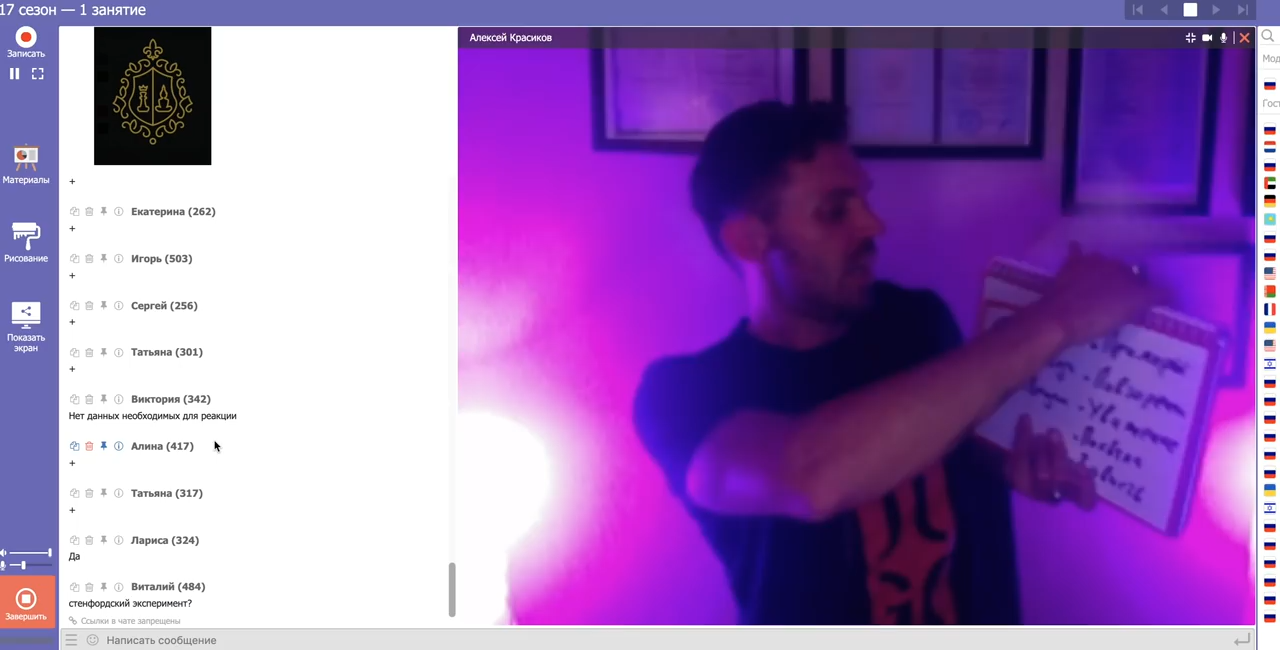 17 сезон — 1 занятие
Записать
Материалы
Рисование
Показать
экран
Завершить
+
Екатерина (262)
+
Игорь (503)
+
Сергей (256)
+
Татьяна (301)
+
Виктория (342)
Нет данных необходимых для реакции
Алина (417)
+
Татьяна (317)
+
Лариса (324)
Да
Виталий (484)
стенфордский эксперимент?
Ссылки в чате запрещены
Написать сообщение
Алексей Красиков
Мод
Гост